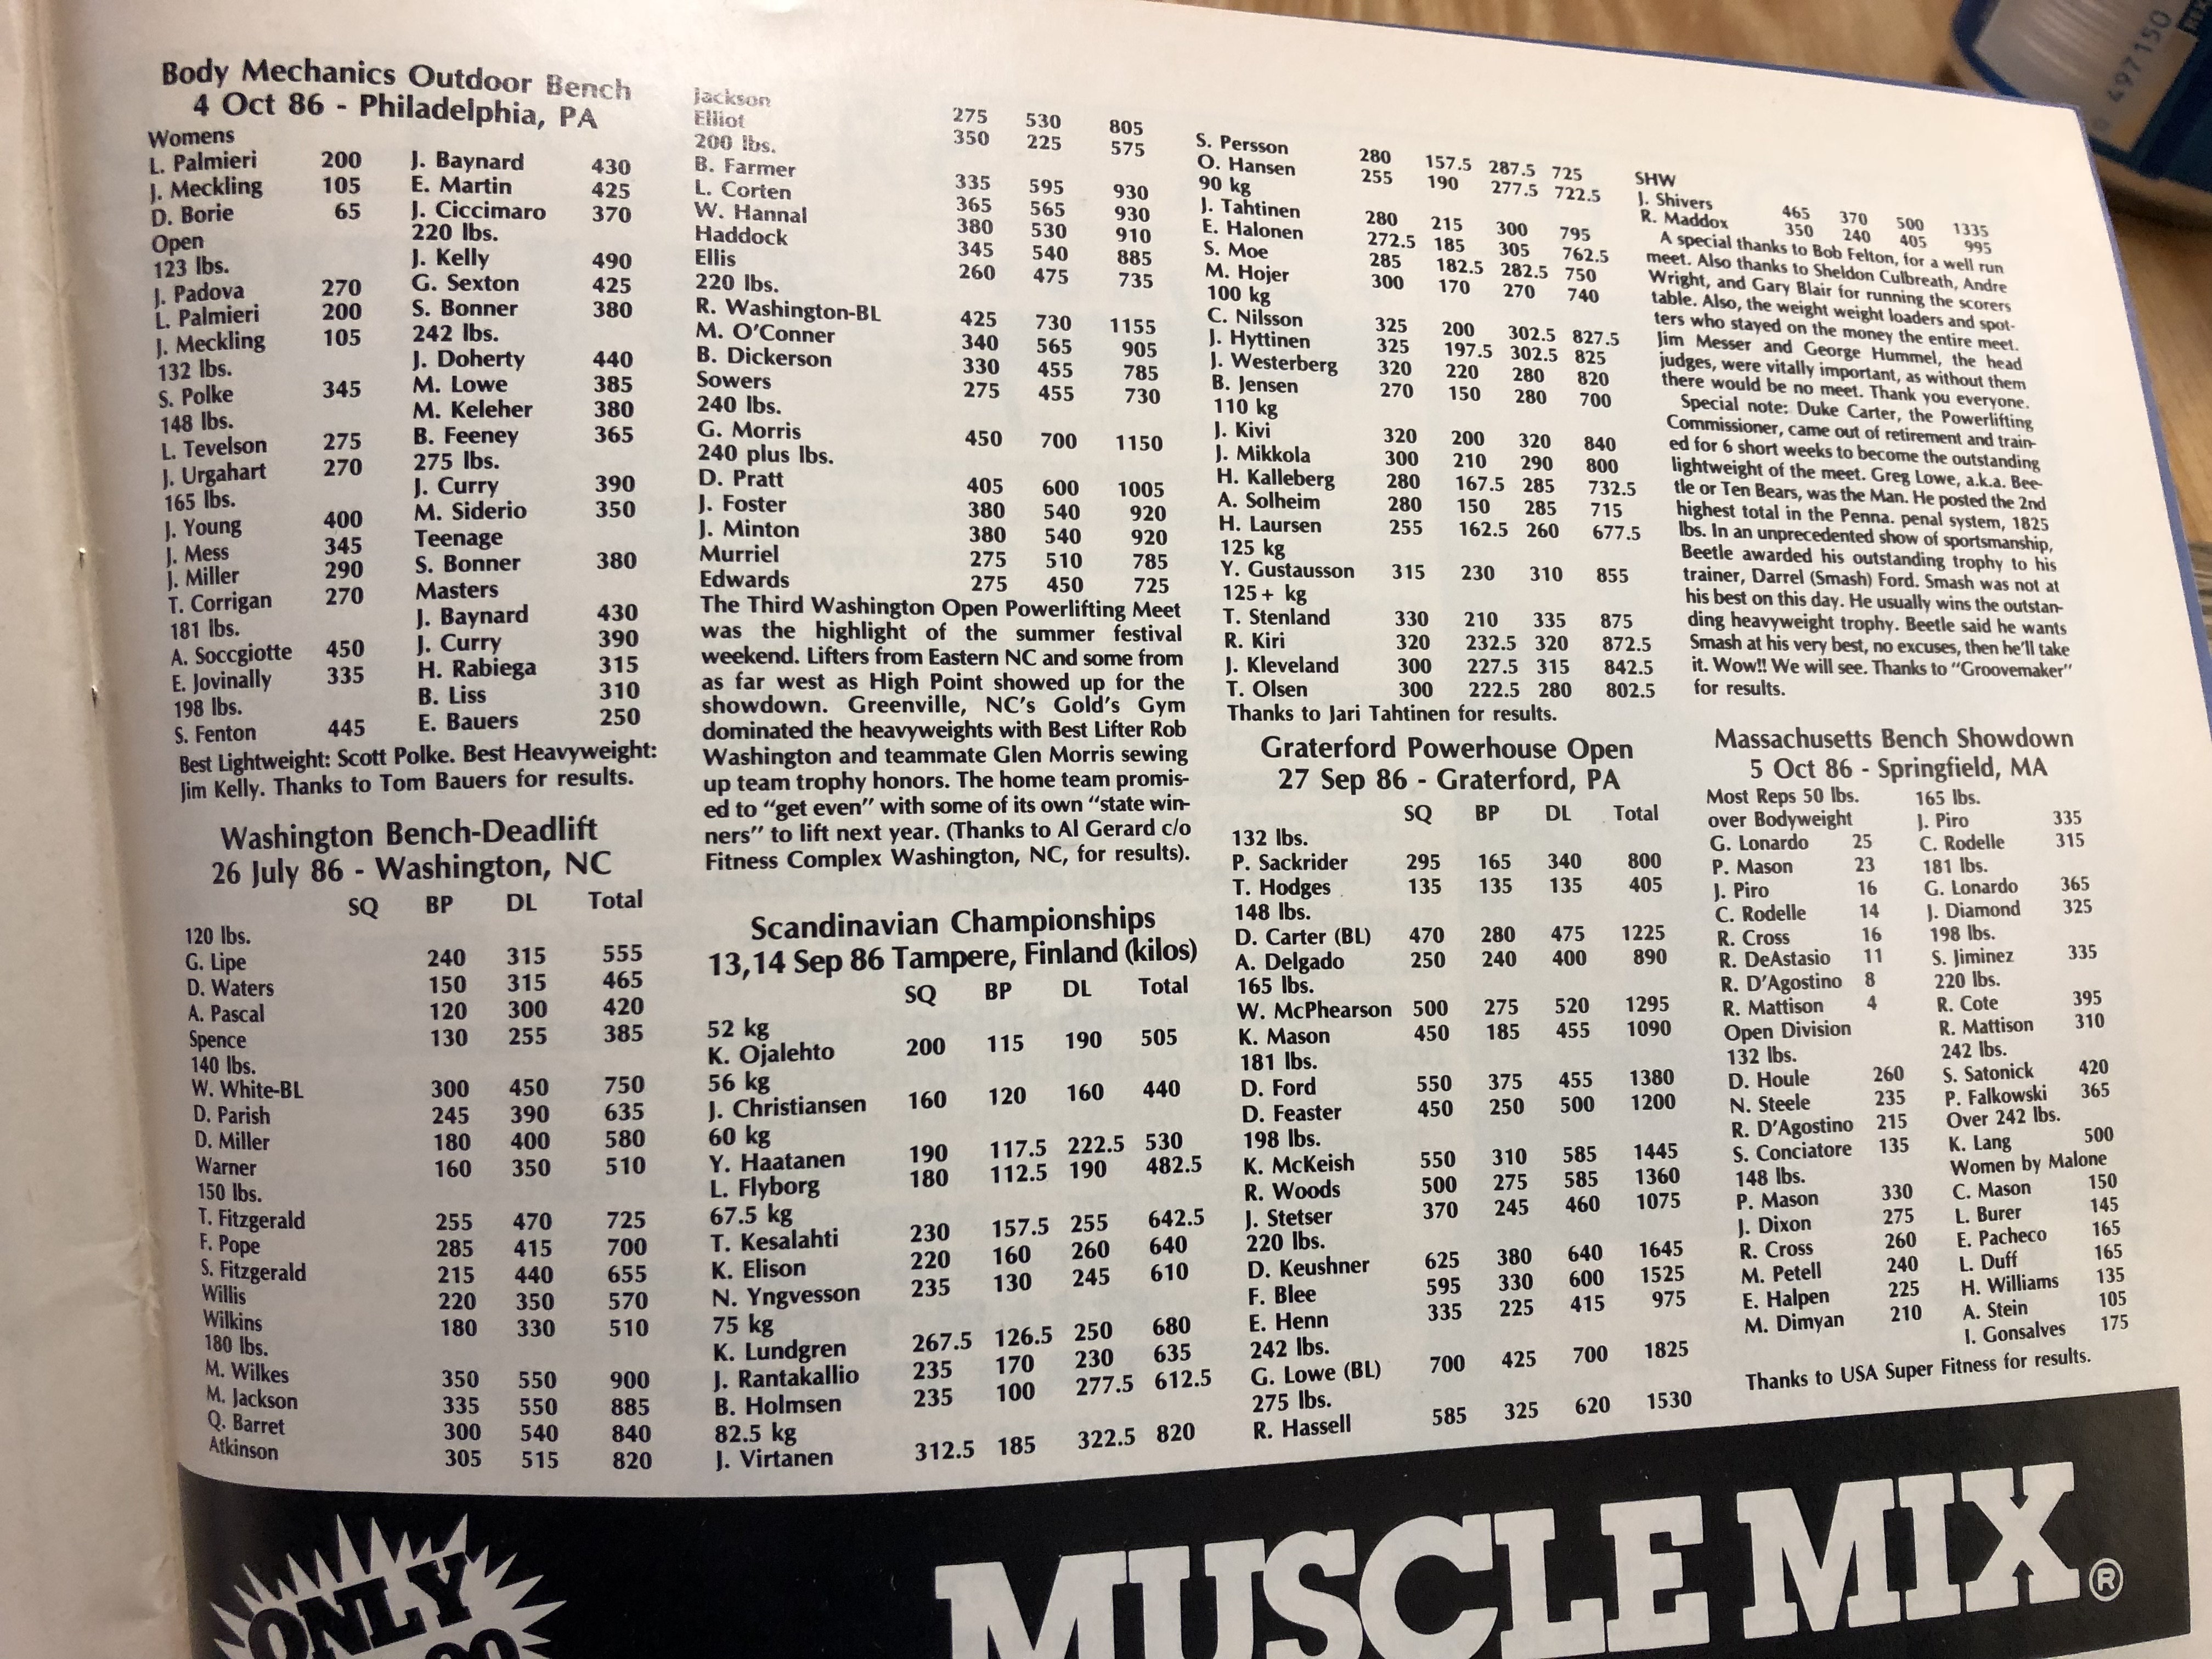 Body Mechanics Outdoor Bench
4 Oct 86 - Philadelphia, PA
Womens
L. Palmieri 200
J. Meckling 105
D. Borie 65
Open
123 lbs.
J. Padova 270
L. Palmieri 200
J. Meckling 105
132 lbs.
S. Polke 345
148 lbs.
L. Tevelson 275
J. Urgahart 270
165 lbs.
J. Young 400
J. Mess 345
J. Miller 290
T. Corrigan 270
181 lbs.
A. Soccgiotte 450
E. Jovinally 335
198 lbs.
S. Fenton 445
J. Baynard 430
E. Martin 425
J. Ciccimaro 370
220 lbs.
J. Kelly 490
G. Sexton 425
S. Bonner 380
242 lbs.
J. Doherty 440
M. Lowe 385
M. Keleher 380
B. Feeney 365
275 lbs.
J. Curry 390
M. Siderio 350
Teenage
S. Bonner 380
Masters
J. Baynard 430
J. Curry 390
H. Rabiega 315
B. Liss 310
E. Bauers 250
Best Lightweight: Scott Polke. Best Heavyweight:
Jim Kelly. Thanks to Tom Bauers for results.
Washington Bench-Deadlift
26 July 86 - Washington, NC
SQ BP DL Total
120 lbs.
G. Lipe 240 315 555
D. Waters 150 315 465
A. Pascal 120 300 420
Spence 130 255 385
140 lbs.
W. White-BL 300 450 750
D. Parish 245 390 635
D. Miller 180 400 580
Warner 160 350 510
150 lbs.
T. Fitzgerald 255 470 725
F. Pope 285 415 700
S. Fitzgerald 215 440 655
Willis 220 350 570
Wilkins 180 330 510
180 lbs.
M. Wilkes 350 550 900
M. Jackson 335 550 885
Q. Barret 300 540 840
Atkinson 305 515 820
Jackson 275 530 805
Elliot 350 225 575
200 lbs.
B. Farmer 335 595 930
L. Corten 365 565 930
W. Hannal 380 530 910
Haddock 345 540 885
Ellis 260 475 735
220 lbs.
R. Washington-BL 425 730 1155
M. O'Conner 340 565 905
B. Dickerson 330 455 785
Sowers 275 455 730
240 lbs.
G. Morris 450 700 1150
240 plus lbs.
D. Pratt 405 600 1005
J. Foster 380 540 920
J. Minton 380 540 920
Murriel 275 510 785
Edwards 275 450 725
The Third Washington Open Powerlifting Meet
was the highlight of the summer festival
weekend. Lifters from Eastern NC and some from
as far west as High Point showed up for the
showdown. Greenville, NC's Gold's Gym
dominated the heavyweights with Best Lifter Rob
Washington and teammate Glen Morris sewing
up team trophy honors. The home team promis-
ed to "get even" with some of its own "state win-
ners" to lift next year. (Thanks to Al Gerard c/o
Fitness Complex Washington, NC, for results).
Scandinavian Championships
13,14 Sep 86 Tampere, Finland (kilos)
SQ BP DL Total
52 kg
K. Ojalehto 200 115 190 505
56 kg
J. Christiansen 160 120 160 440
60 kg
Y. Haatanen 190 117.5 222.5 530
L. Flyborg 180 112.5 190 482.5
67.5 kg
T. Kesalahti 230 157.5 255 642.5
K. Elison 220 160 260 640
N. Yngvesson 235 130 245 610
75 kg
K. Lundgren 267.5 126.5 250 680
J. Rantakallio 235 170 230 635
B. Holmsen 235 100 277.5 612.5
82.5 kg
J. Virtanen 312.5 185 322.5 820
S. Persson 280 157.5 287.5 725
O. Hansen 255 190 277.5 722.5
90 kg
J. Tahtinen 280 215 300 795
E. Halonen 272.5 185 305 762.5
S. Moe 285 182.5 282.5 750
M. Hojer 300 170 270 740
100 kg
C. Nilsson 325 200 302.5 827.5
J. Hyttinen 325 197.5 302.5 825
J. Westerberg 320 220 280 820
B. Jensen 270 150 280 700
110 kg
J. Kivi 320 200 320 840
J. Mikkola 300 210 290 800
H. Kalleberg 280 167.5 285 732.5
A. Solheim 280 150 285 715
H. Laursen 255 162.5 260 677.5
125 kg
Y. Gustausson 315 230 310 855
125+ kg
T. Stenland 330 210 335 875
R. Kiri 320 232.5 320 872.5
J. Kleveland 300 227.5 315 842.5
T. Olsen 300 222.5 280 802.5
Thanks to Jari Tahtinen for results.
Graterford Powerhouse Open
27 Sep 86 - Graterford, PA
SQ BP DL Total
132 lbs.
P. Sackrider 295 165 340 800
T. Hodges 135 135 135 405
148 lbs.
D. Carter (BL) 470 280 475 1225
A. Delgado 250 240 400 890
165 lbs.
W. McPhearson 500 275 520 1295
K. Mason 450 185 455 1090
181 lbs.
D. Ford 550 375 455 1380
D. Feaster 450 250 500 1200
198 lbs.
K. McKeish 550 310 585 1445
R. Woods 500 275 585 1360
J. Stetser 370 245 460 1075
220 lbs.
D. Keushner 625 380 640 1645
F. Blee 595 330 600 1525
E. Henn 335 225 415 975
242 lbs.
G. Lowe (BL) 700 425 700 1825
275 lbs.
R. Hassell 585 325 620 1530
SHW
J. Shivers 465 370 500 1335
R. Maddox 350 240 405 995
A special thanks to Bob Felton, for a well run
meet. Also thanks to Sheldon Culbreath, Andre
Wright, and Gary Blair for running the scorers
table. Also, the weight weight loaders and spot-
ters who stayed on the money the entire meet.
Jim Messer and George Hummel, the head
judges, were vitally important, as without them
there would be no meet. Thank you everyone.
Special note: Duke Carter, the Powerlifting
Commissioner, came out of retirement and train-
ed for 6 short weeks to become the outstanding
lightweight of the meet. Greg Lowe, a.k.a. Bee-
tle or Ten Bears, was the Man. He posted the 2nd
highest total in the Penna. penal system, 1825
lbs. In an unprecedented show of sportsmanship,
Beetle awarded his outstanding trophy to his
trainer, Darrel (Smash) Ford. Smash was not at
his best on this day. He usually wins the outstan-
ding heavyweight trophy. Beetle said he wants
Smash at his very best, no excuses, then he'll take
it. Wow!! We will see. Thanks to "Groovemaker"
for results.
Massachusetts Bench Showdown
5 Oct 86 - Springfield, MA
Most Reps 50 lbs.
over Bodyweight
G. Lonardo 25
P. Mason 23
J. Piro 16
C. Rodelle 14
R. Cross 16
R. DeAstasio 11
R. D'Agostino 8
R. Mattison 4
Open Division
132 lbs.
D. Houle 260
N. Steele 235
R. D'Agostino 215
S. Conciatore 135
148 lbs.
P. Mason 330
J. Dixon 275
R. Cross 260
M. Petell 240
E. Halpen 225
M. Dimyan 210
165 lbs.
J. Piro 335
C. Rodelle 315
181 lbs.
G. Lonardo 365
J. Diamond 325
198 lbs.
S. Jiminez 335
220 lbs.
R. Cote 395
R. Mattison 310
242 lbs.
S. Satonick 420
P. Falkowski 365
Over 242 lbs.
K. Lang 500
Women by Malone
C. Mason 150
L. Burer 145
E. Pacheco 165
L. Duff 165
H. Williams 135
A. Stein 105
I. Gonsalves 175
Thanks to USA Super Fitness for results.
ONLY
MUSCLE MIX®
4971150